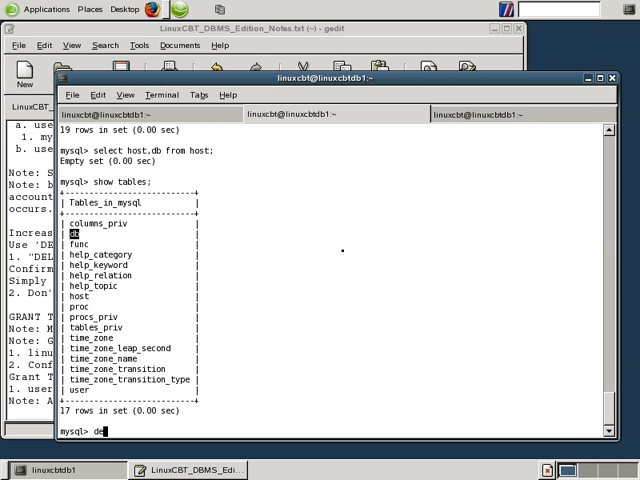 Applications Places Desktop
LinuxCBT_DBMS_Edition_Notes.txt (~) - gedit
File Edit View Search Tools Documents Help
New
linuxcbt@linuxcbtdb1:~
File Edit View Terminal Tabs Help
linuxcbt@linuxcbtdb1:~ linuxcbt@linuxcbtdb1:~ linuxcbt@linuxcbtdb1:~
LinuxCBT_
a. use
1. my
b. use
Note: S
Note: b
account
occurs.
Increas
Use 'DE
1. "DEL
Confirm
Simply
2. Don'
GRANT T
Note: M
Note: G
1. linu
2. Conf
Grant T
1. user
Note: A
19 rows in set (0.00 sec)
mysql> select host,db from host;
Empty set (0.00 sec)
mysql> show tables;
+---------------------------+
| Tables_in_mysql |
+---------------------------+
| columns_priv |
| db |
| func |
| help_category |
| help_keyword |
| help_relation |
| help_topic |
| host |
| proc |
| procs_priv |
| tables_priv |
| time_zone |
| time_zone_leap_second |
| time_zone_name |
| time_zone_transition |
| time_zone_transition_type |
| user |
+---------------------------+
17 rows in set (0.00 sec)
mysql> de
linuxcbtdb1 LinuxCBT_DBMS_Edi...